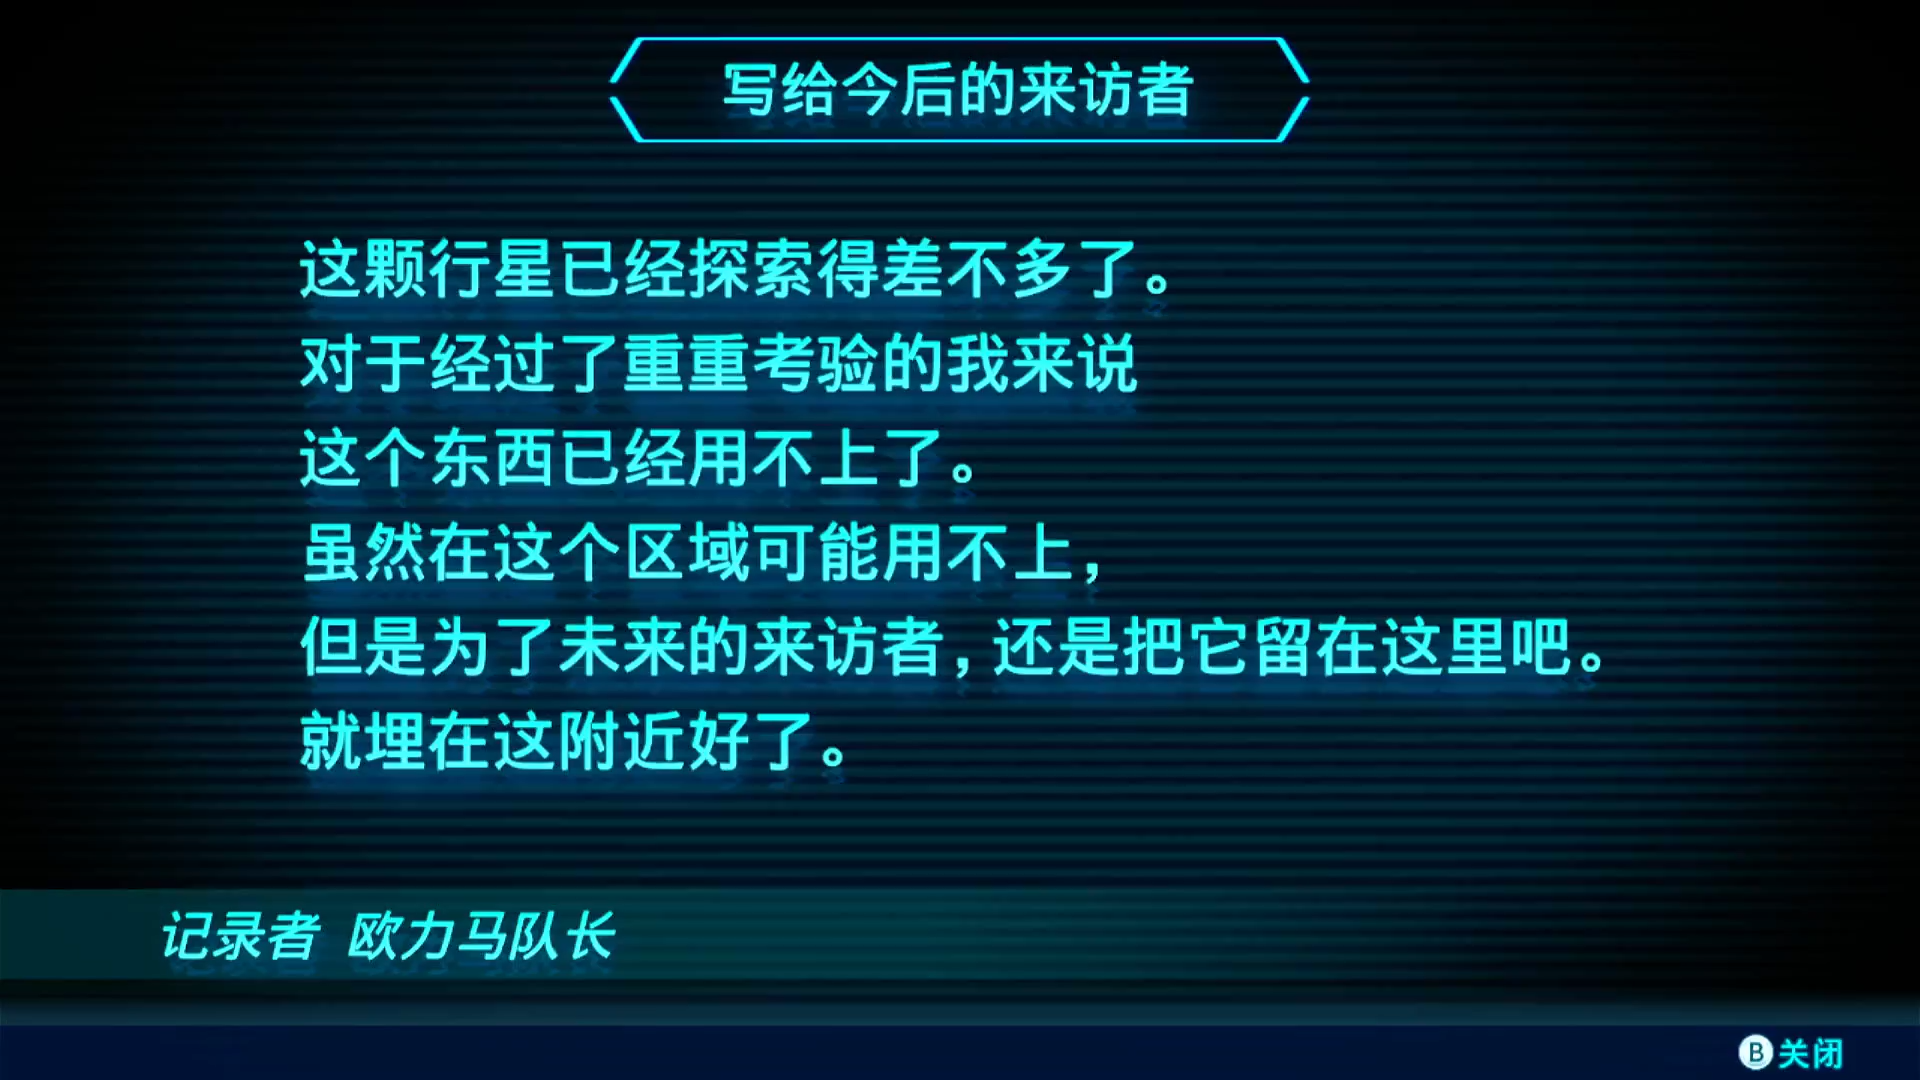 写给今后的来访者
这颗行星已经探索得差不多了。
对于经过了重重考验的我来说
这个东西已经用不上了。
虽然在这个区域可能用不上，
但是为了未来的来访者，还是把它留在这里吧。
就埋在这附近好了。
记录者 欧力马队长
B关闭